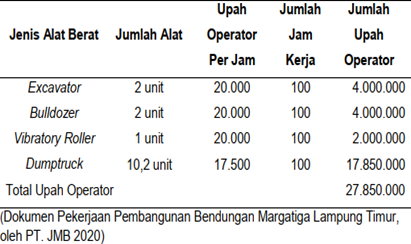 Upah Jumlah Jumlah
Jenis Alat Berat Jumlah Alat Operator Jam Upah
Per Jam Kerja Operator
Excavator 2 unit 20.000 100 4.000.000
Bulldozer 2 unit 20.000 100 4.000.000
Vibratory Roller 1 unit 20.000 100 2.000.000
Dumptruck 10,2 unit 17.500 100 17.850.000
Total Upah Operator 27.850.000
(Dokumen Pekerjaan Pembangunan Bendungan Margatiga Lampung Timur,
oleh PT. JMB 2020)